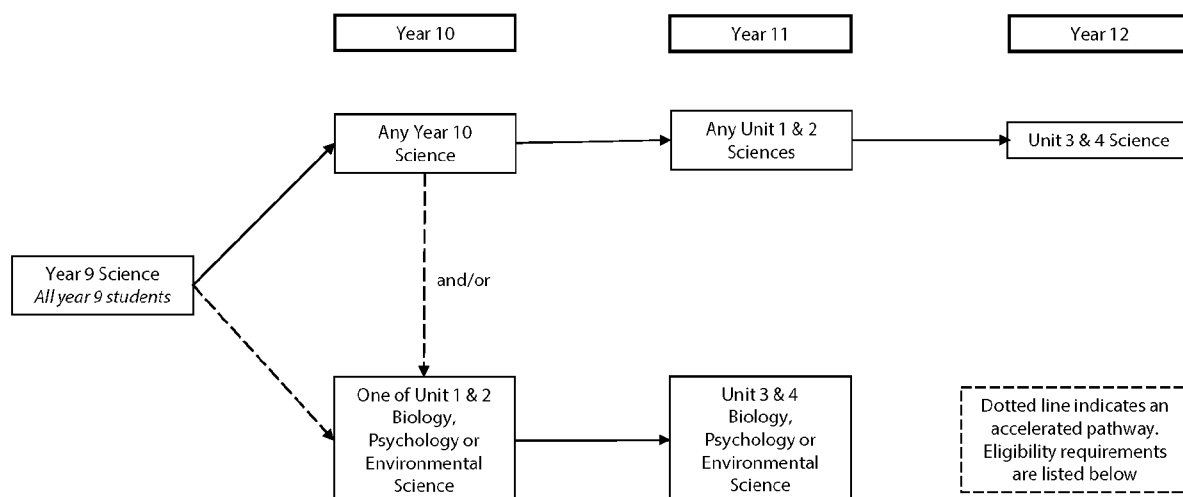 Year 10
Year 11
Year 12
Any Year 10
Science
Any Unit 1 & 2
Sciences
Unit 3 & 4 Science
Year 9 Science
All year 9 students
and/or
One of Unit 1 & 2
Biology,
Psychology or
Environmental
Science
Unit 3 & 4
Biology,
Psychology or
Environmental
Science
Dotted line indicates an
accelerated pathway.
Eligibility requirements
are listed below